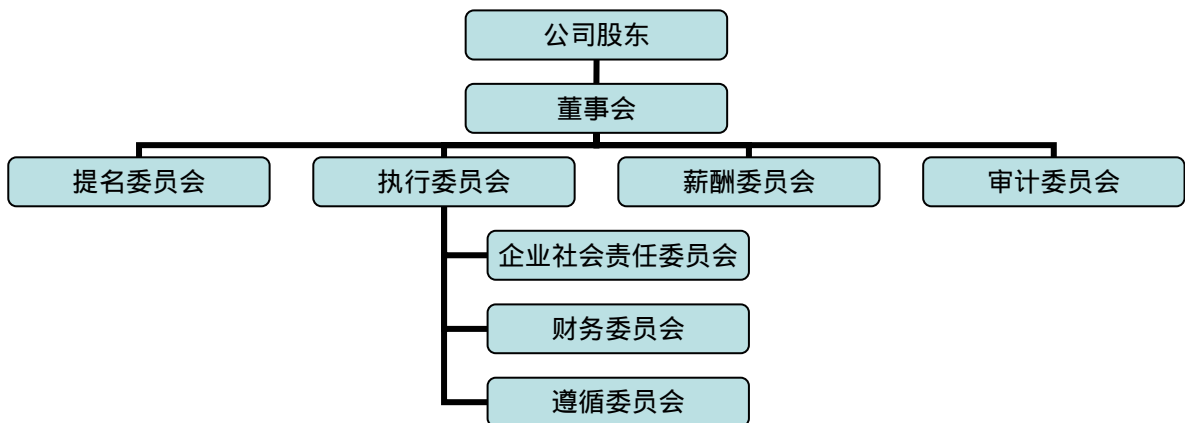 公司股东
董事会
提名委员会
执行委员会
薪酬委员会
审计委员会
企业社会责任委员会
财务委员会
遵循委员会